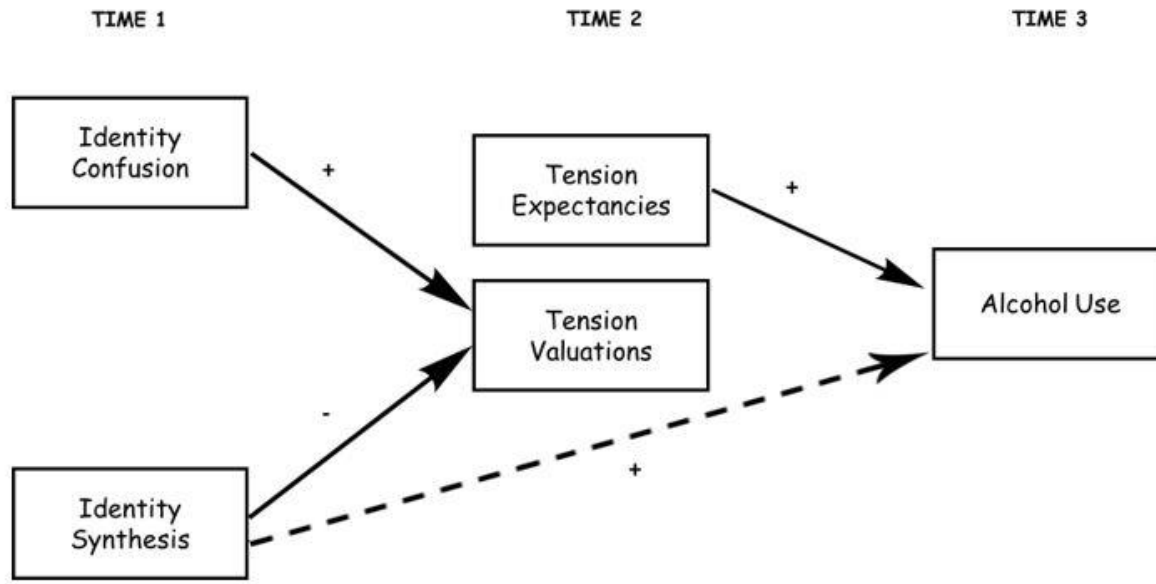 TIME 1
TIME 2
TIME 3
Identity
Confusion
+
Tension
Expectancies
+
Alcohol Use
Tension
Valuations
-
+
Identity
Synthesis